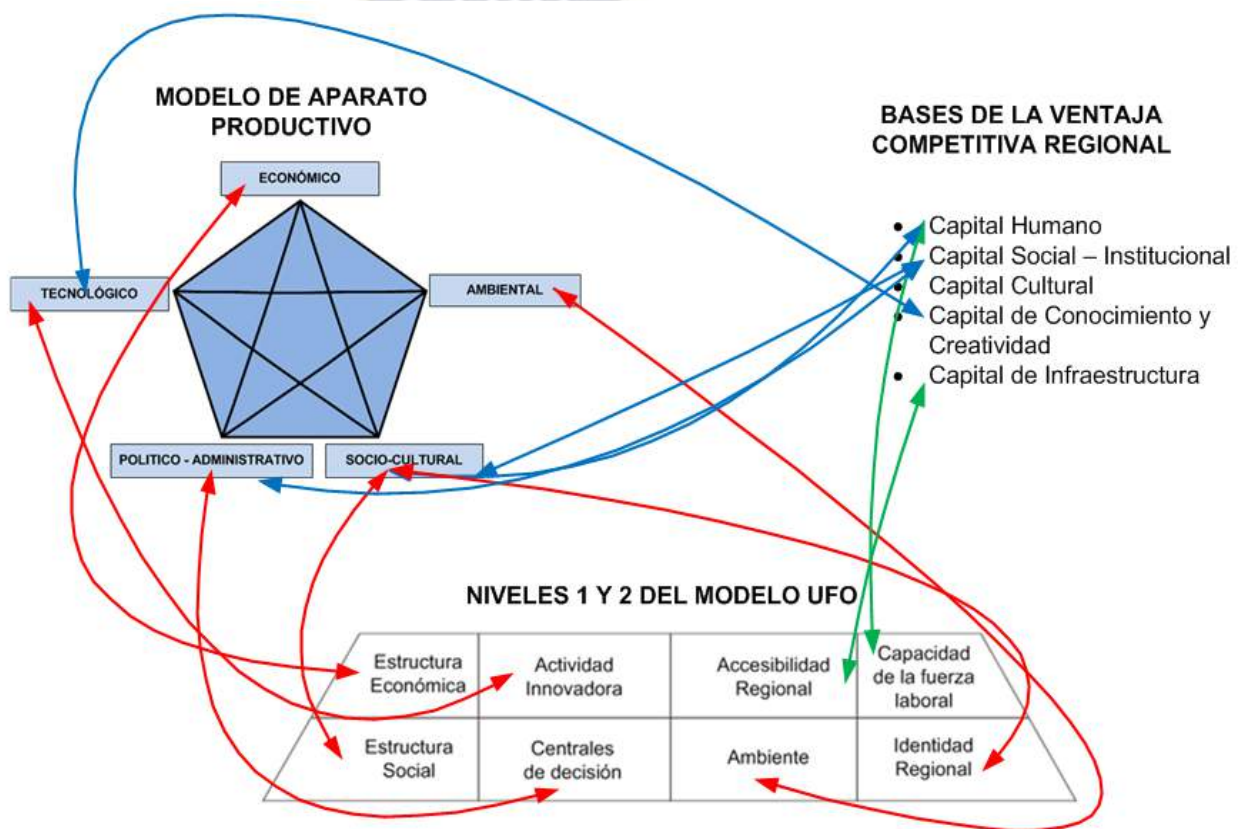 MODELO DE APARATO
PRODUCTIVO
ECONÓMICO
TECNOLÓGICO
AMBIENTAL
POLITICO - ADMINISTRATIVO
SOCIO-CULTURAL
BASES DE LA VENTAJA
COMPETITIVA REGIONAL
• Capital Humano
• Capital Social – Institucional
• Capital Cultural
• Capital de Conocimiento y
Creatividad
• Capital de Infraestructura
NIVELES 1 Y 2 DEL MODELO UFO
Estructura
Económica
Actividad
Innovadora
Accesibilidad
Regional
Capacidad
de la fuerza
laboral
Estructura
Social
Centrales
de decisión
Ambiente
Identidad
Regional